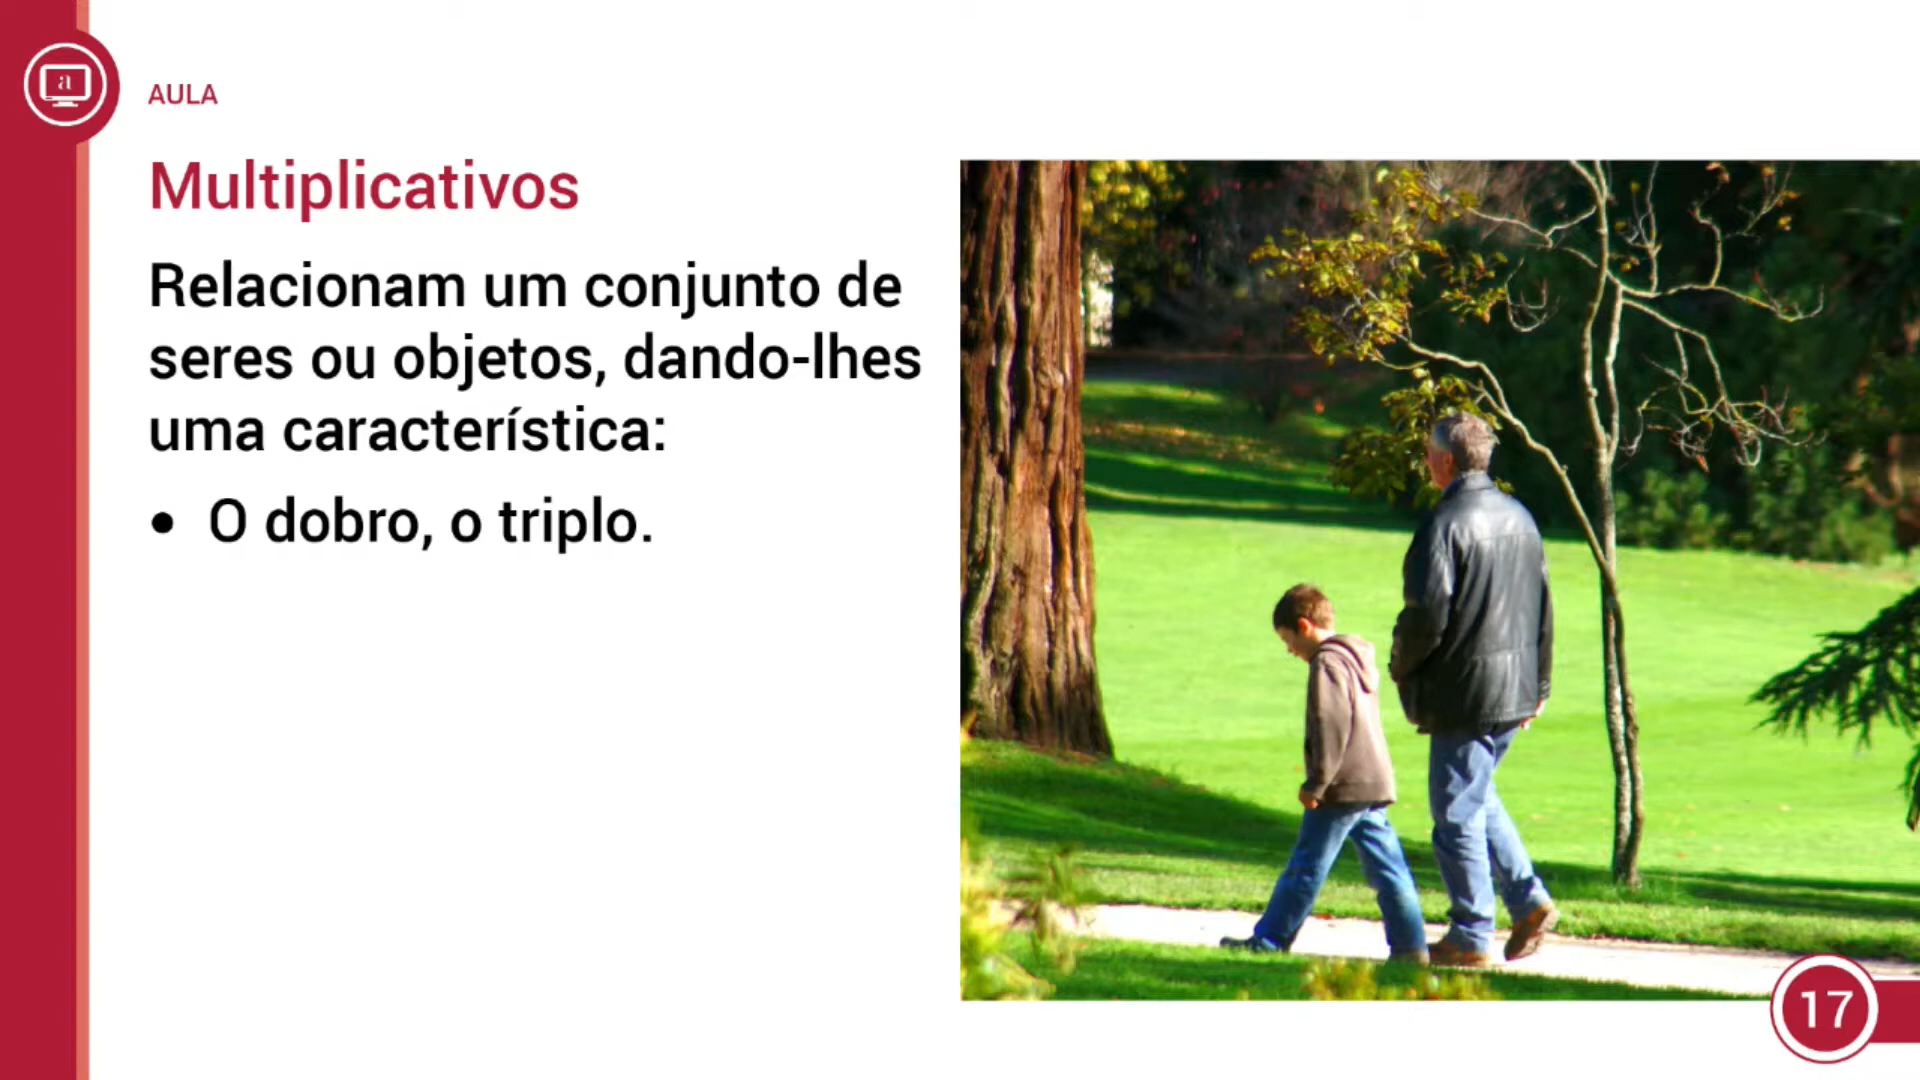 a
AULA
Multiplicativos
Relacionam um conjunto de
seres ou objetos, dando-lhes
uma característica:
• O dobro, o triplo.
17